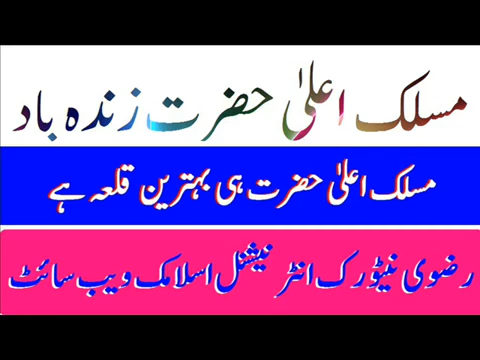 مسلک اعلیٰ حضرت زندہ باد
مسلک اعلیٰ حضرت ہی بہترین قلعہ ہے
رضوی نیٹورک انٹرنیشنل اسلامک ویب سائٹ